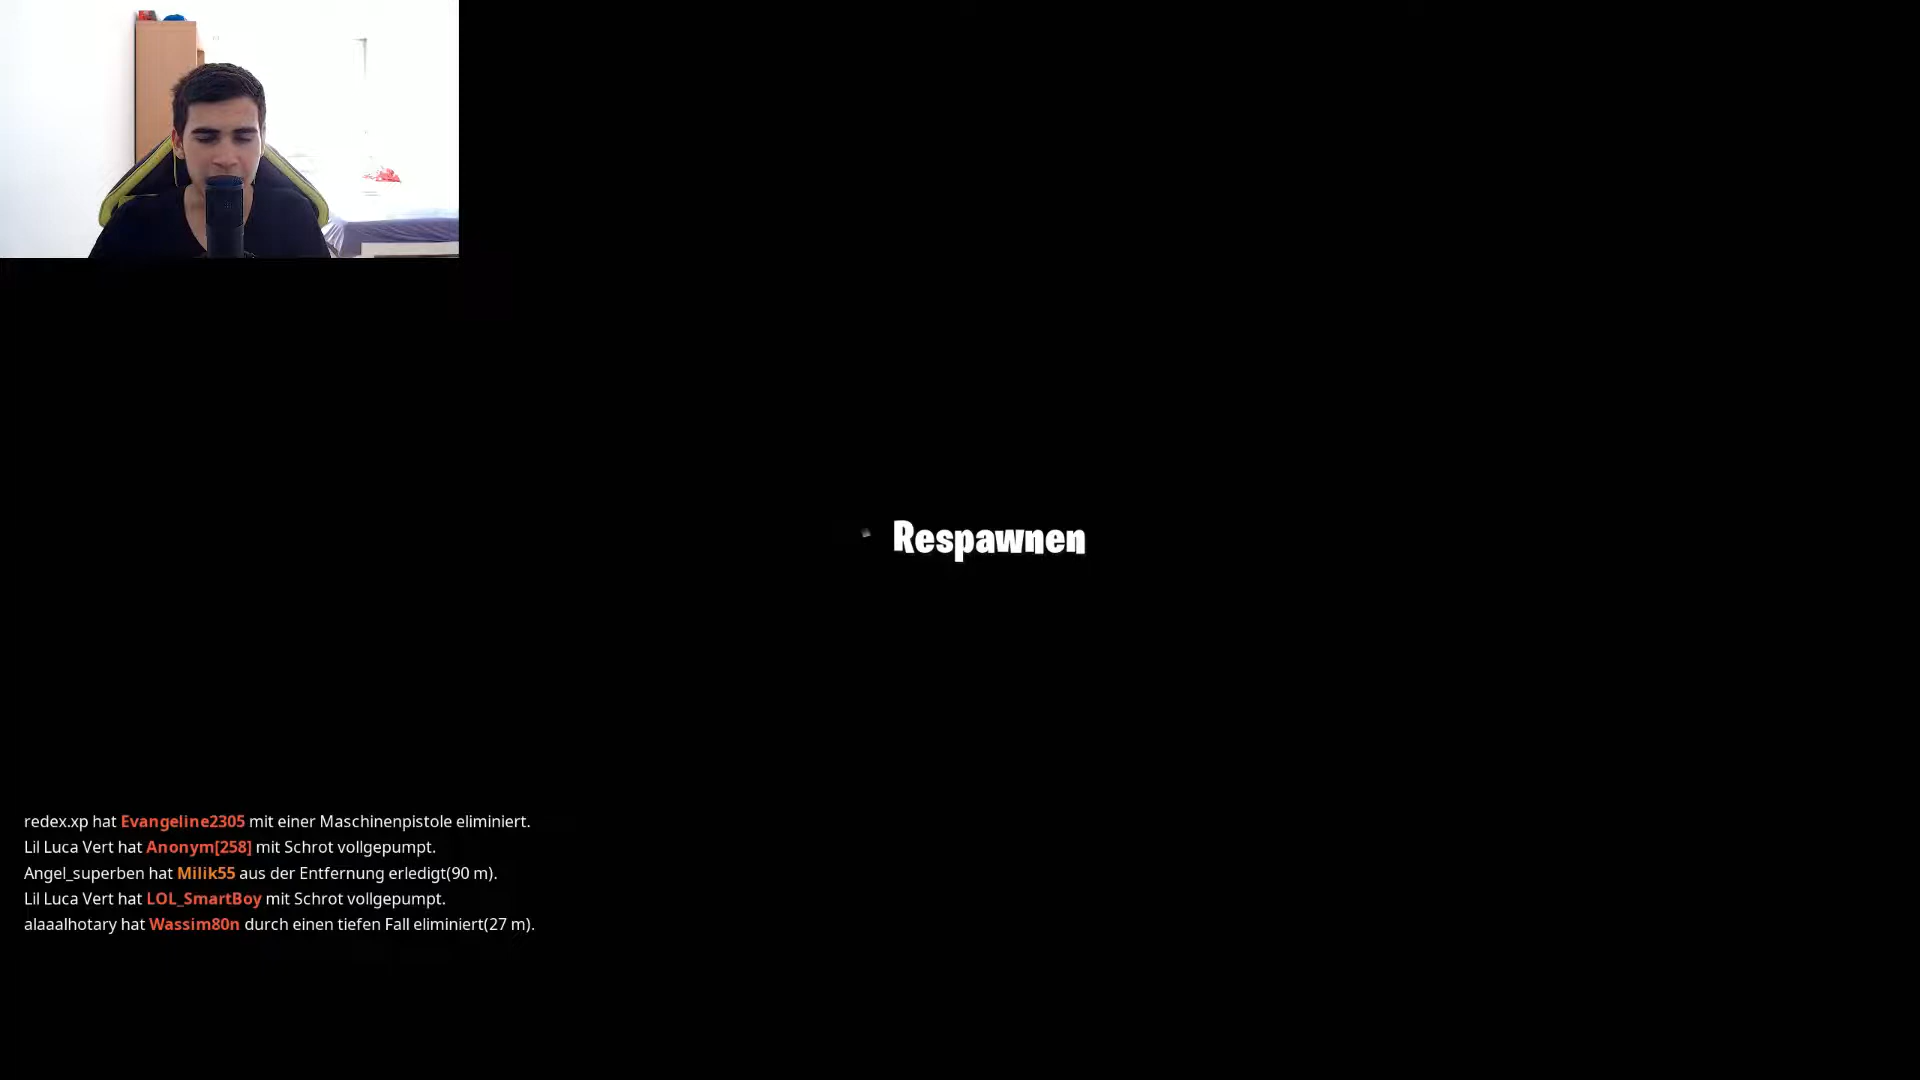 Respawnen
redex.xp hat Evangeline2305 mit einer Maschinenpistole eliminiert.
Lil Luca Vert hat Anonym[258] mit Schrot vollgepumpt.
Angel_superben hat Milik55 aus der Entfernung erledigt(90 m).
Lil Luca Vert hat LOL_SmartBoy mit Schrot vollgepumpt.
alaaalhotary hat Wassim80n durch einen tiefen Fall eliminiert(27 m).